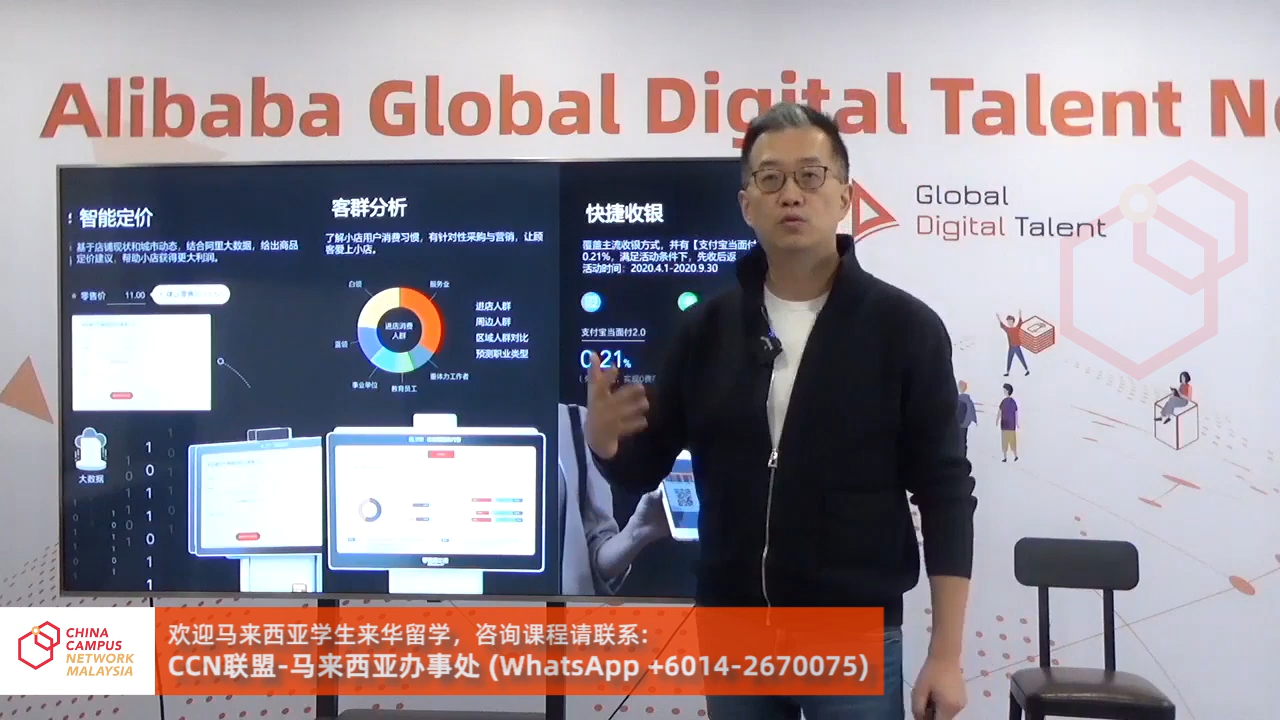 Alibaba Global Digital Talent Ne
Global
Digital Talent
智能定价
基于店铺现状和城市动态，结合阿里大数据，给出商品
定价建议，帮助小店获得更大利润。
零售价 11.00
大数据
客群分析
了解小店用户消费习惯，有针对性采购与营销，让顾
客爱上小店。
白领
服务业
蓝领
事业单位
教育员工
重体力工作者
进店消费
人群
进店人群
周边人群
区域人群对比
预测职业类型
快捷收银
覆盖主流收银方式，并有【支付宝当面付
0.21%，满足活动条件下，先收后返
活动时间：2020.4.1-2020.9.30
支付宝当面付2.0
0.21%
CHINA
CAMPUS
NETWORK
MALAYSIA
欢迎马来西亚学生来华留学，咨询课程请联系：
CCN联盟-马来西亚办事处 (WhatsApp +6014-2670075)